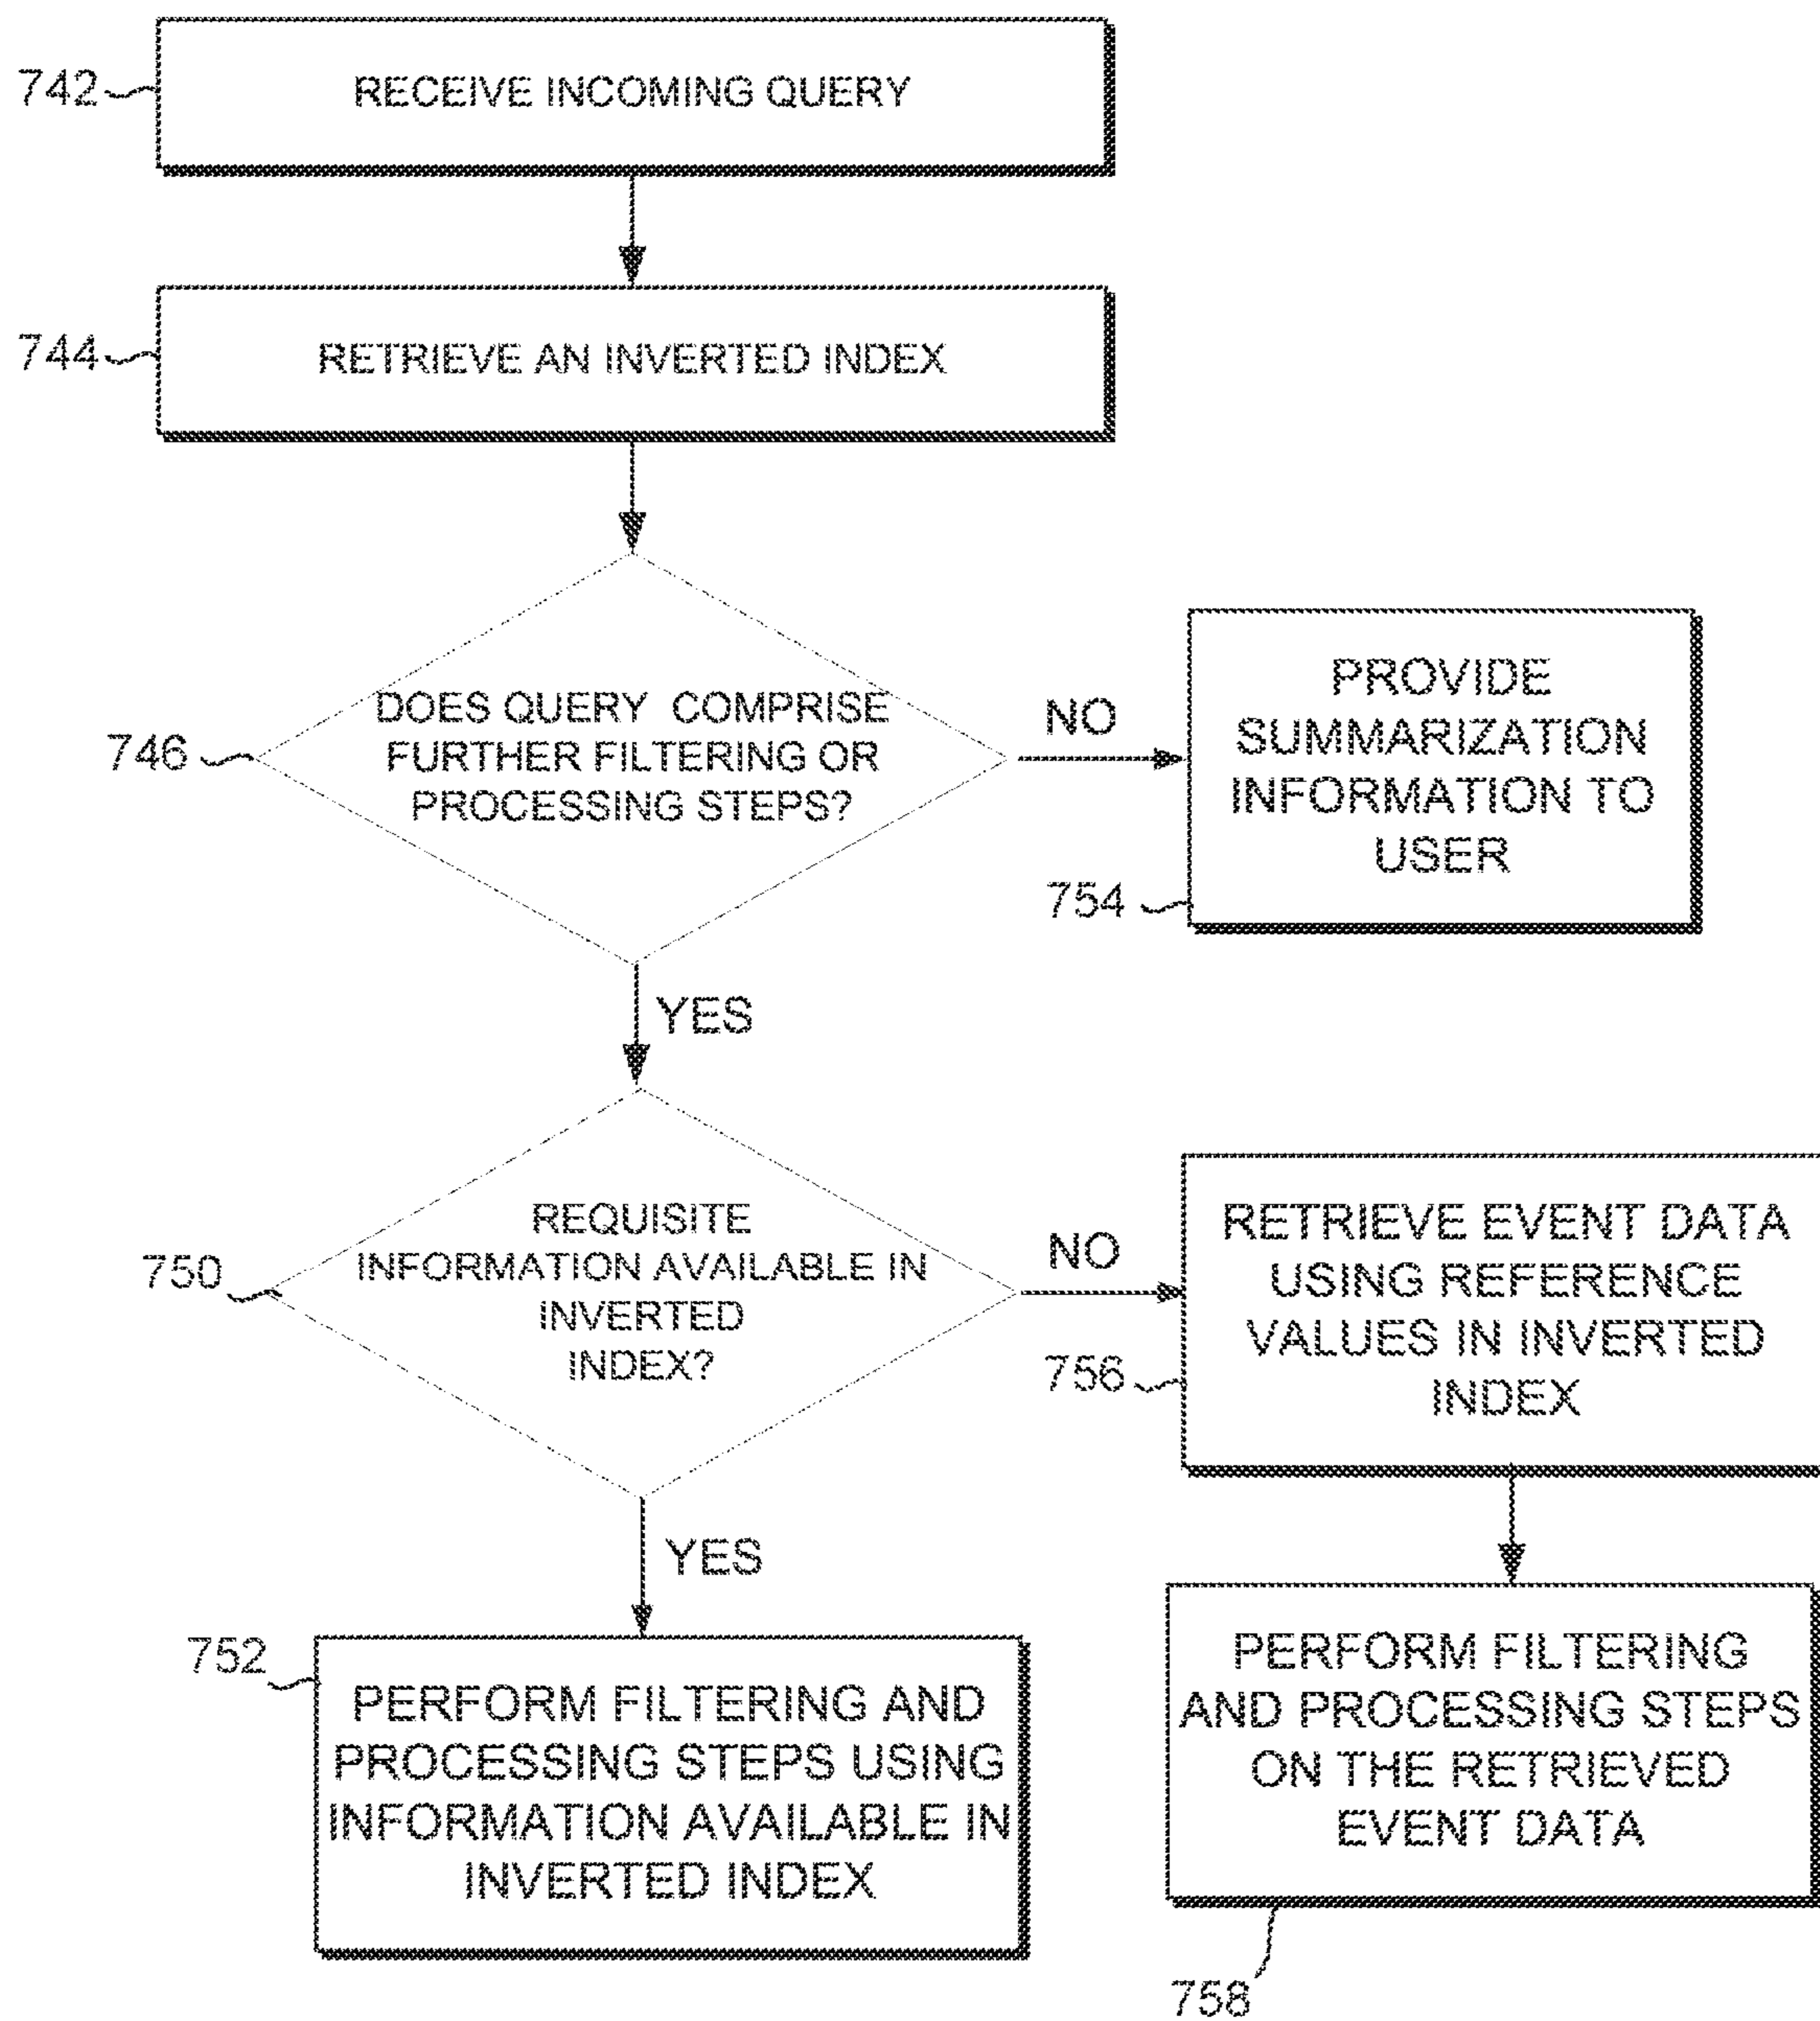 742
RECEIVE INCOMING QUERY
744
RETRIEVE AN INVERTED INDEX
746
DOES QUERY COMPRISE
FURTHER FILTERING OR
PROCESSING STEPS?
NO
754
PROVIDE
SUMMARIZATION
INFORMATION TO
USER
YES
750
REQUISITE
INFORMATION AVAILABLE IN
INVERTED
INDEX?
NO
756
RETRIEVE EVENT DATA
USING REFERENCE
VALUES IN INVERTED
INDEX
YES
752
PERFORM FILTERING AND
PROCESSING STEPS USING
INFORMATION AVAILABLE IN
INVERTED INDEX
PERFORM FILTERING
AND PROCESSING STEPS
ON THE RETRIEVED
EVENT DATA
758